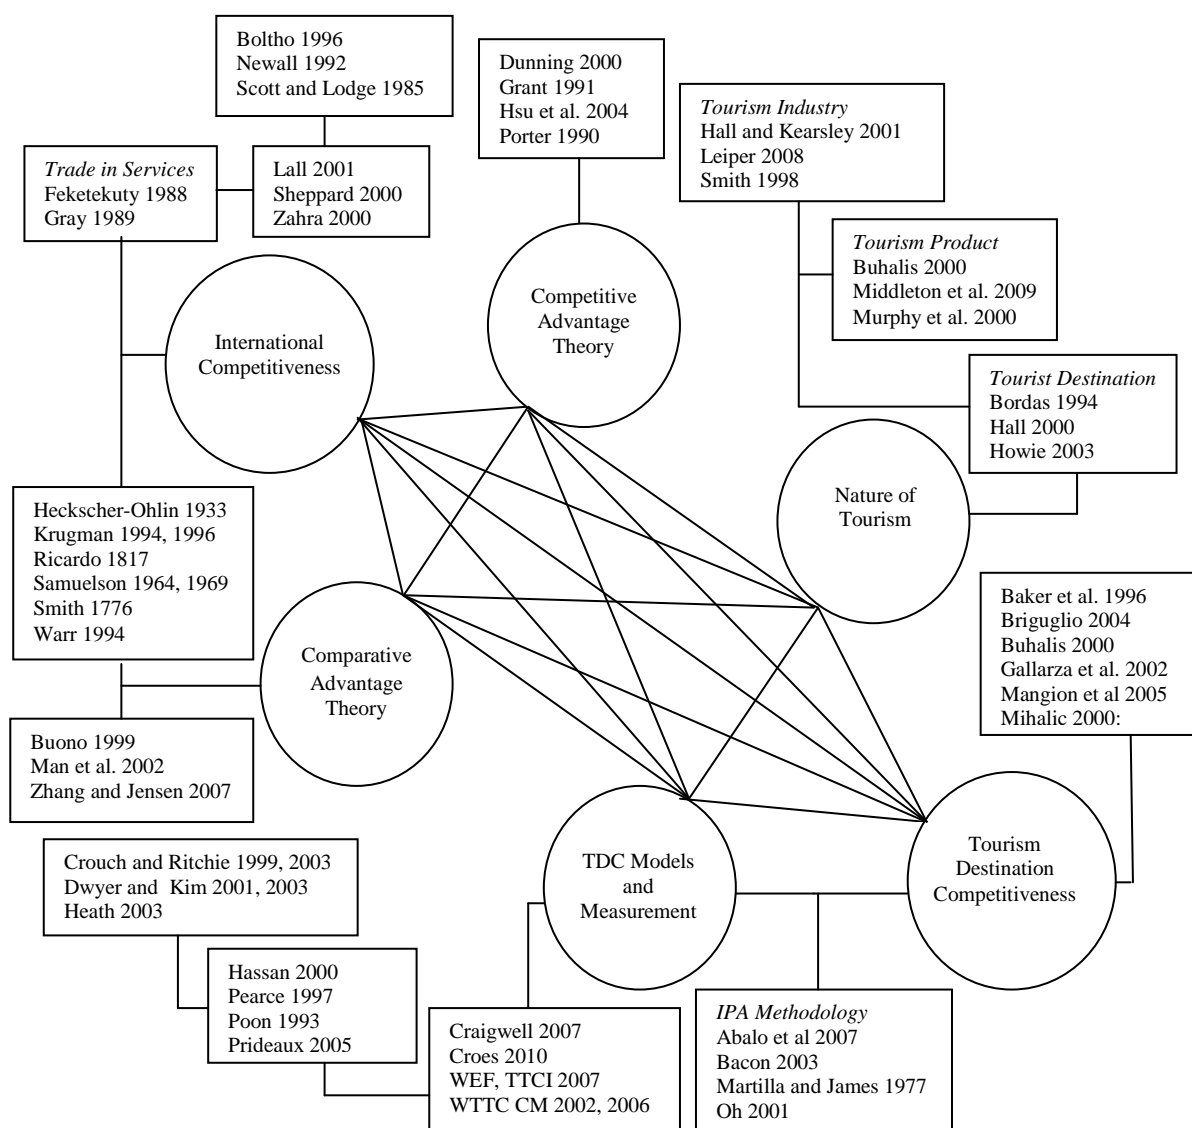 Boltho 1996
Newall 1992
Scott and Lodge 1985
Dunning 2000
Grant 1991
Hsu et al. 2004
Porter 1990
Tourism Industry
Hall and Kearsley 2001
Leiper 2008
Smith 1998
Trade in Services
Feketekuty 1988
Gray 1989
Lall 2001
Sheppard 2000
Zahra 2000
Tourism Product
Buhalis 2000
Middleton et al. 2009
Murphy et al. 2000
International
Competitiveness
Competitive
Advantage
Theory
Tourist Destination
Bordas 1994
Hall 2000
Howie 2003
Nature of
Tourism
Heckscher-Ohlin 1933
Krugman 1994, 1996
Ricardo 1817
Samuelson 1964, 1969
Smith 1776
Warr 1994
Comparative
Advantage
Theory
Baker et al. 1996
Briguglio 2004
Buhalis 2000
Gallarza et al. 2002
Mangion et al 2005
Mihalic 2000:
Buono 1999
Man et al. 2002
Zhang and Jensen 2007
Crouch and Ritchie 1999, 2003
Dwyer and Kim 2001, 2003
Heath 2003
TDC Models
and
Measurement
Tourism
Destination
Competitiveness
Hassan 2000
Pearce 1997
Poon 1993
Prideaux 2005
Craigwell 2007
Croes 2010
WEF, TTCI 2007
WTTC CM 2002, 2006
IPA Methodology
Abalo et al 2007
Bacon 2003
Martilla and James 1977
Oh 2001